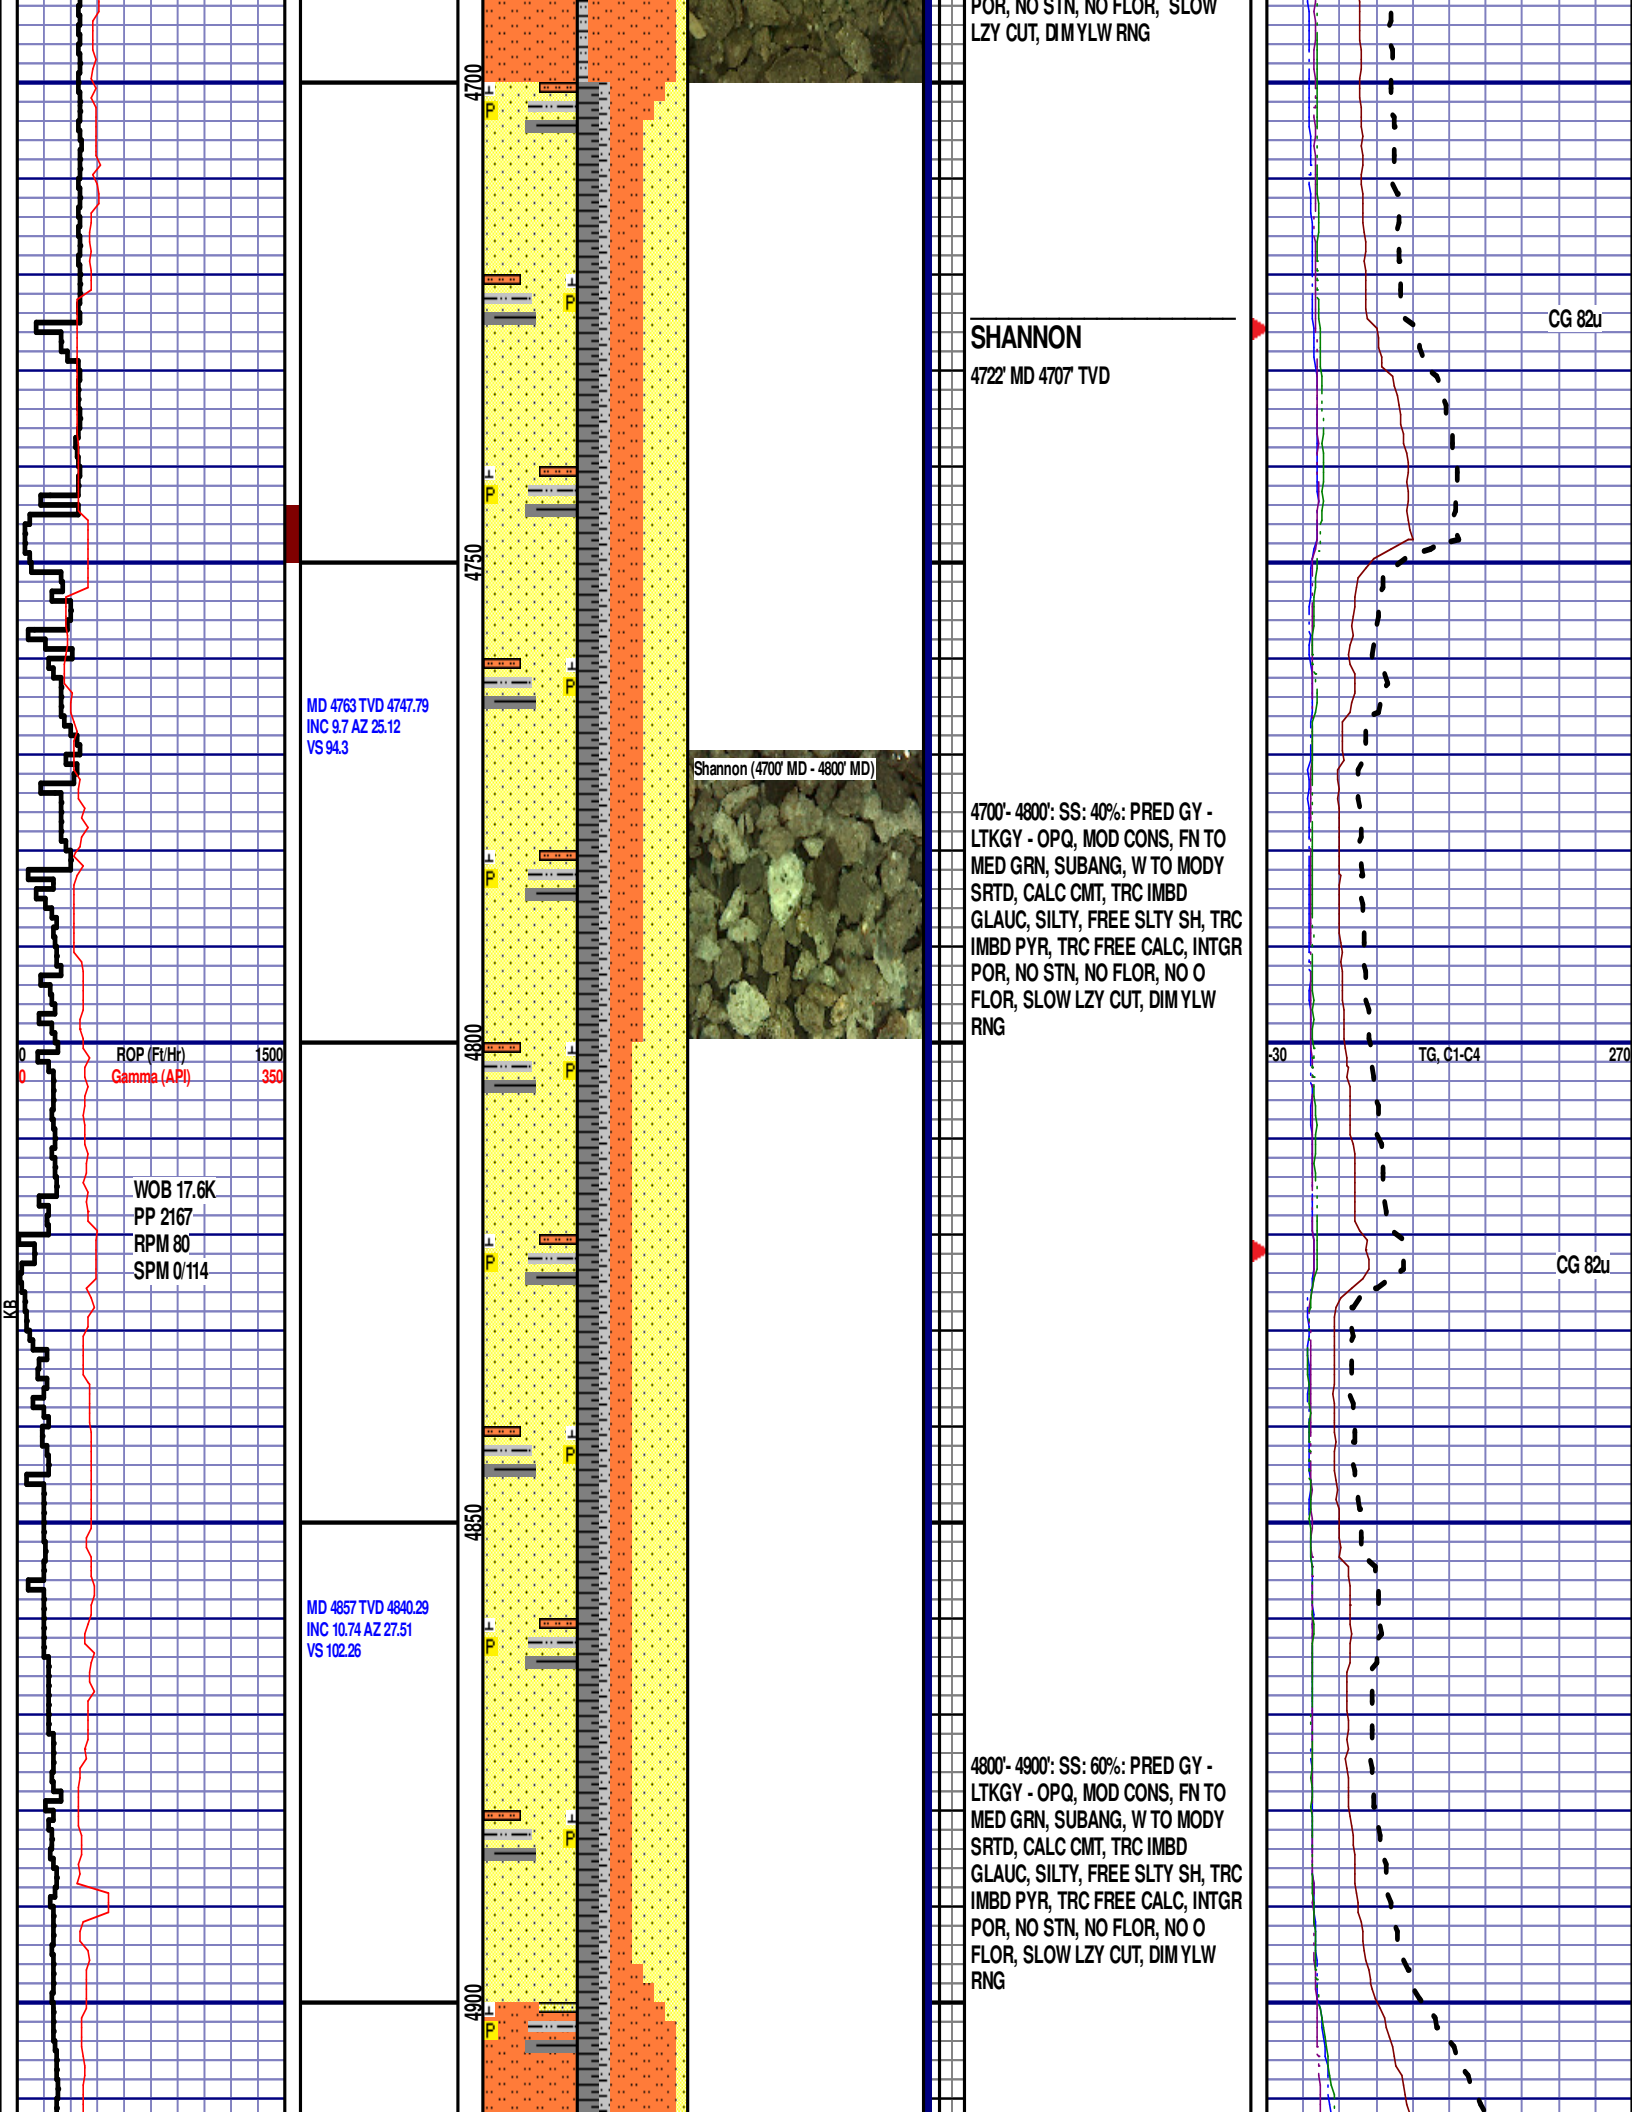 POR, NO STN, NO FLOR, SLOW
LZY CUT, DIM YLW RNG
4700
P
P
CG 82u
SHANNON
4722' MD 4707' TVD
P
4750
P
MD 4763 TVD 4747.79
INC 9.7 AZ 25.12
VS 94.3
Shannon (4700' MD - 4800' MD)
4700'- 4800': SS: 40%: PRED GY -
LTKGY - OPQ, MOD CONS, FN TO
MED GRN, SUBANG, W TO MODY
SRTD, CALC CMT, TRC IMBD
GLAUC, SILTY, FREE SLTY SH, TRC
IMBD PYR, TRC FREE CALC, INTGR
POR, NO STN, NO FLOR, NO O
FLOR, SLOW LZY CUT, DIM YLW
RNG
P
4800
0 ROP (Ft/Hr) 1500
0 Gamma (API) 350
-30 TG, C1-C4 270
P
WOB 17.6K
PP 2167
RPM 80
SPM 0/114
KB
P
CG 82u
P
4850
MD 4857 TVD 4840.29
INC 10.74 AZ 27.51
VS 102.26
P
4800'- 4900': SS: 60%: PRED GY -
LTKGY - OPQ, MOD CONS, FN TO
MED GRN, SUBANG, W TO MODY
SRTD, CALC CMT, TRC IMBD
GLAUC, SILTY, FREE SLTY SH, TRC
IMBD PYR, TRC FREE CALC, INTGR
POR, NO STN, NO FLOR, NO O
FLOR, SLOW LZY CUT, DIM YLW
RNG
P
4900
P